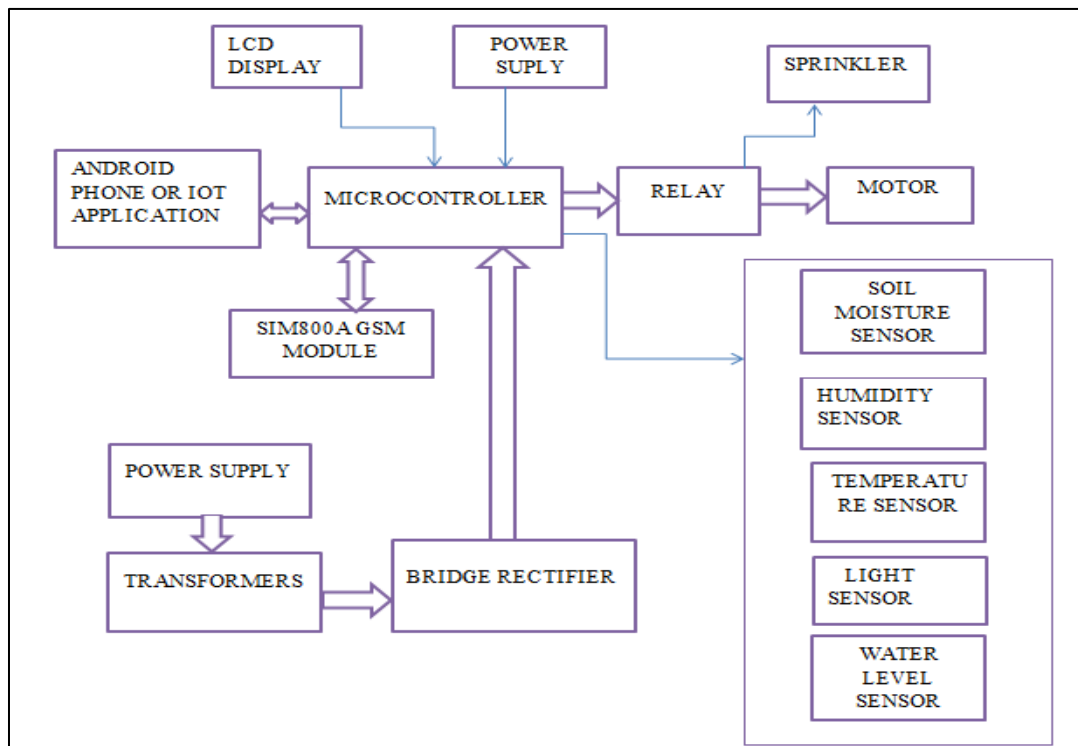 LCD
DISPLAY
POWER
SUPLY
SPRINKLER
ANDROID
PHONE OR IOT
APPLICATION
MICROCONTROLLER
RELAY
MOTOR
SIM800A GSM
MODULE
SOIL
MOISTURE
SENSOR
HUMIDITY
SENSOR
POWER SUPPLY
TEMPERATU
RE SENSOR
TRANSFORMERS
BRIDGE RECTIFIER
LIGHT
SENSOR
WATER
LEVEL
SENSOR